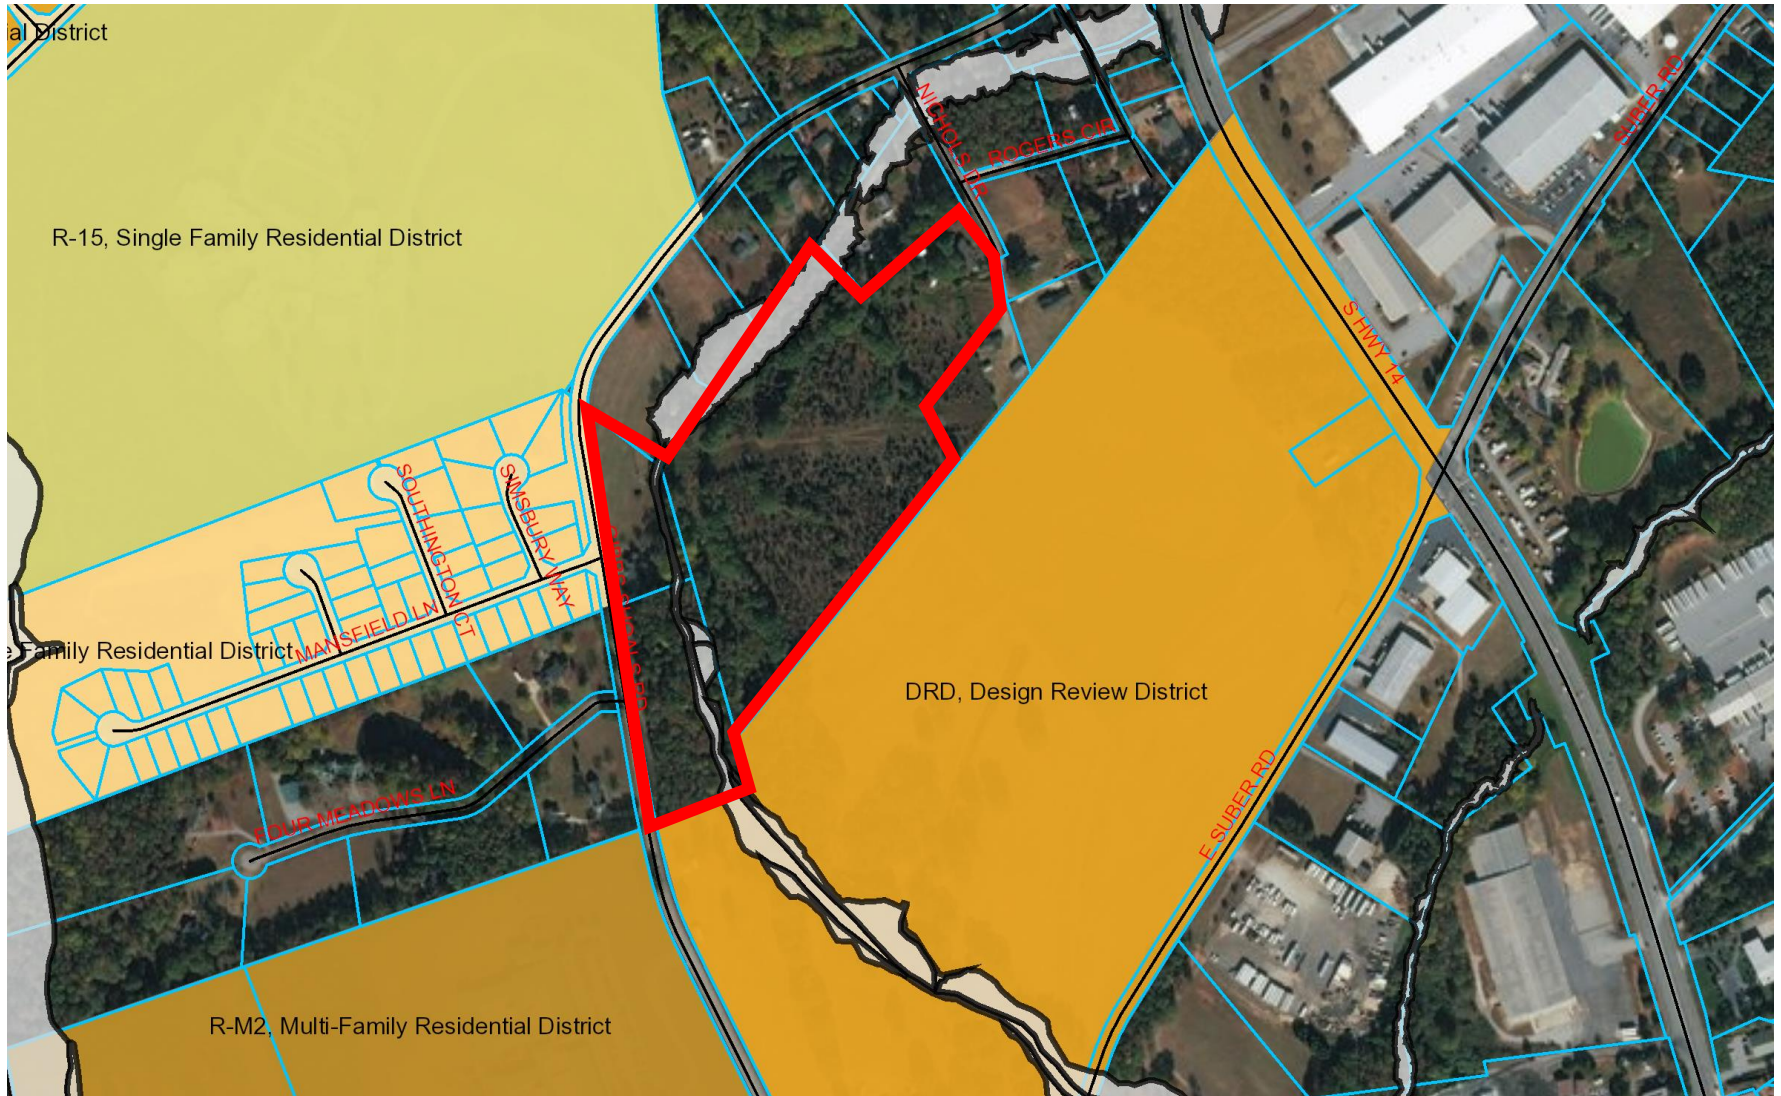 ial District
SUBER RD
NICHOLS DR
ROGERS CIR
R-15, Single Family Residential District
S HWY 14
SOUTHINGTON CT
SIMSBURY WAY
MANSFIELD LN
e Family Residential District
DRD, Design Review District
FOUR MEADOWS LN
E SUBER RD
R-M2, Multi-Family Residential District